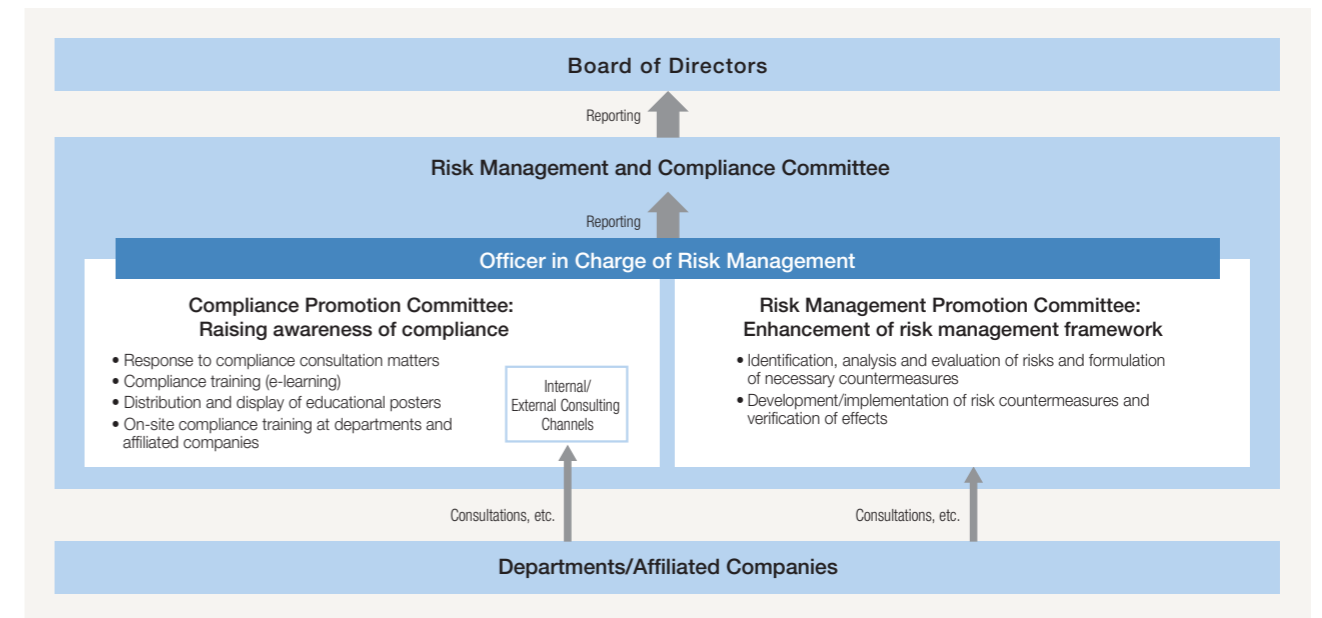 Board of Directors
Reporting
Risk Management and Compliance Committee
Reporting
Officer in Charge of Risk Management
Compliance Promotion Committee:
Raising awareness of compliance
• Response to compliance consultation matters
• Compliance training (e-learning)
• Distribution and display of educational posters
• On-site compliance training at departments and
affiliated companies
Internal/
External Consulting
Channels
Risk Management Promotion Committee:
Enhancement of risk management framework
• Identification, analysis and evaluation of risks and formulation
of necessary countermeasures
• Development/implementation of risk countermeasures and
verification of effects
Consultations, etc.
Consultations, etc.
Departments/Affiliated Companies